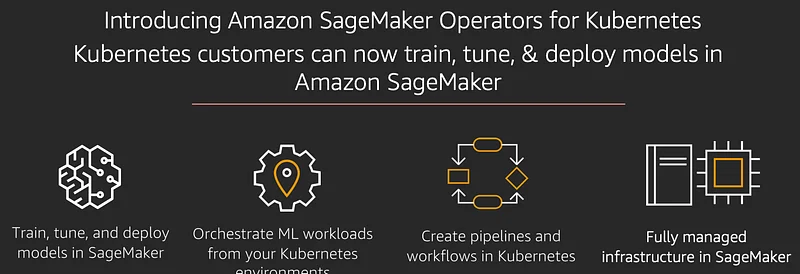 Introducing Amazon SageMaker Operators for Kubernetes
Kubernetes customers can now train, tune, & deploy models in
Amazon SageMaker
Train, tune, and deploy
models in SageMaker
Orchestrate ML workloads
from your Kubernetes
environments
Create pipelines and
workflows in Kubernetes
Fully managed
infrastructure in SageMaker